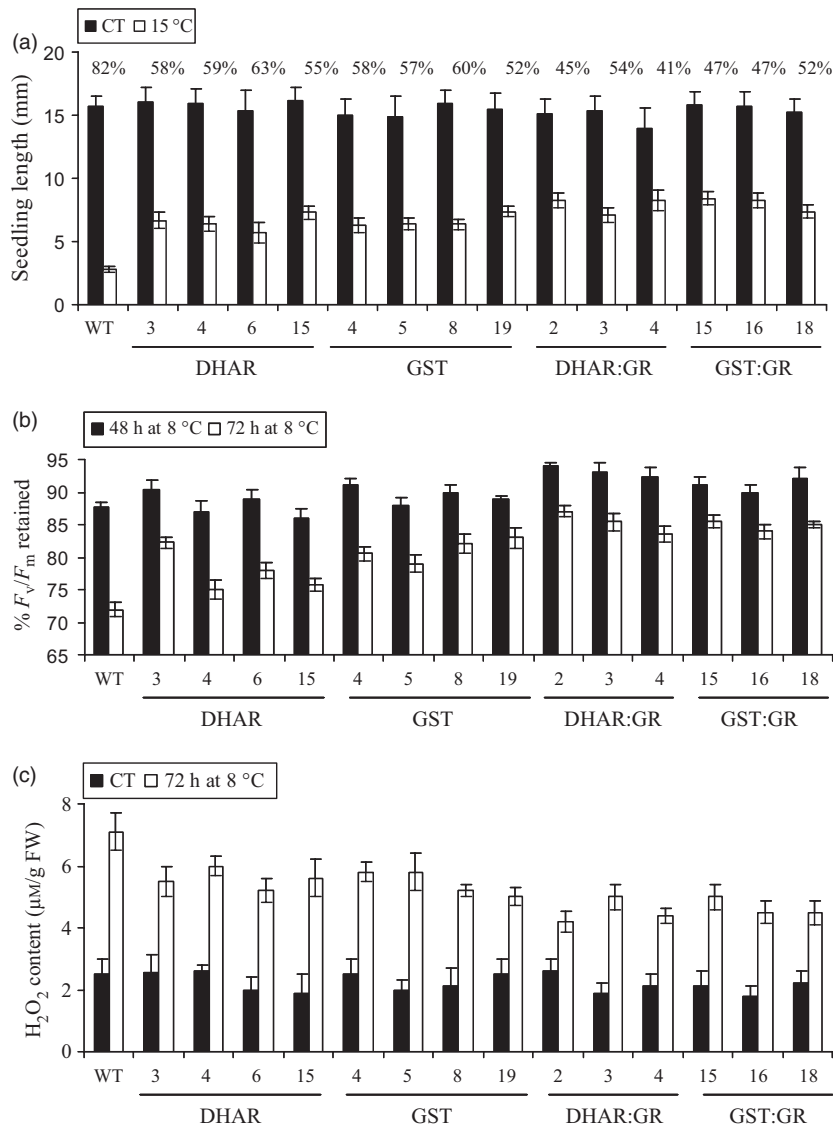 (a)
CT 15 °C
82% 58% 59% 63% 55% 58% 57% 60% 52% 45% 54% 41% 47% 47% 52%
Seedling length (mm)
20
15
10
5
0
WT 3 4 6 15 4 5 8 19 2 3 4 15 16 18
DHAR GST DHAR:GR GST:GR
(b)
48 h at 8 °C 72 h at 8 °C
% Fv/Fm retained
95
90
85
80
75
70
65
WT 3 4 6 15 4 5 8 19 2 3 4 15 16 18
DHAR GST DHAR:GR GST:GR
(c)
CT 72 h at 8 °C
H2O2 content (μM/g FW)
8
6
4
2
0
WT 3 4 6 15 4 5 8 19 2 3 4 15 16 18
DHAR GST DHAR:GR GST:GR